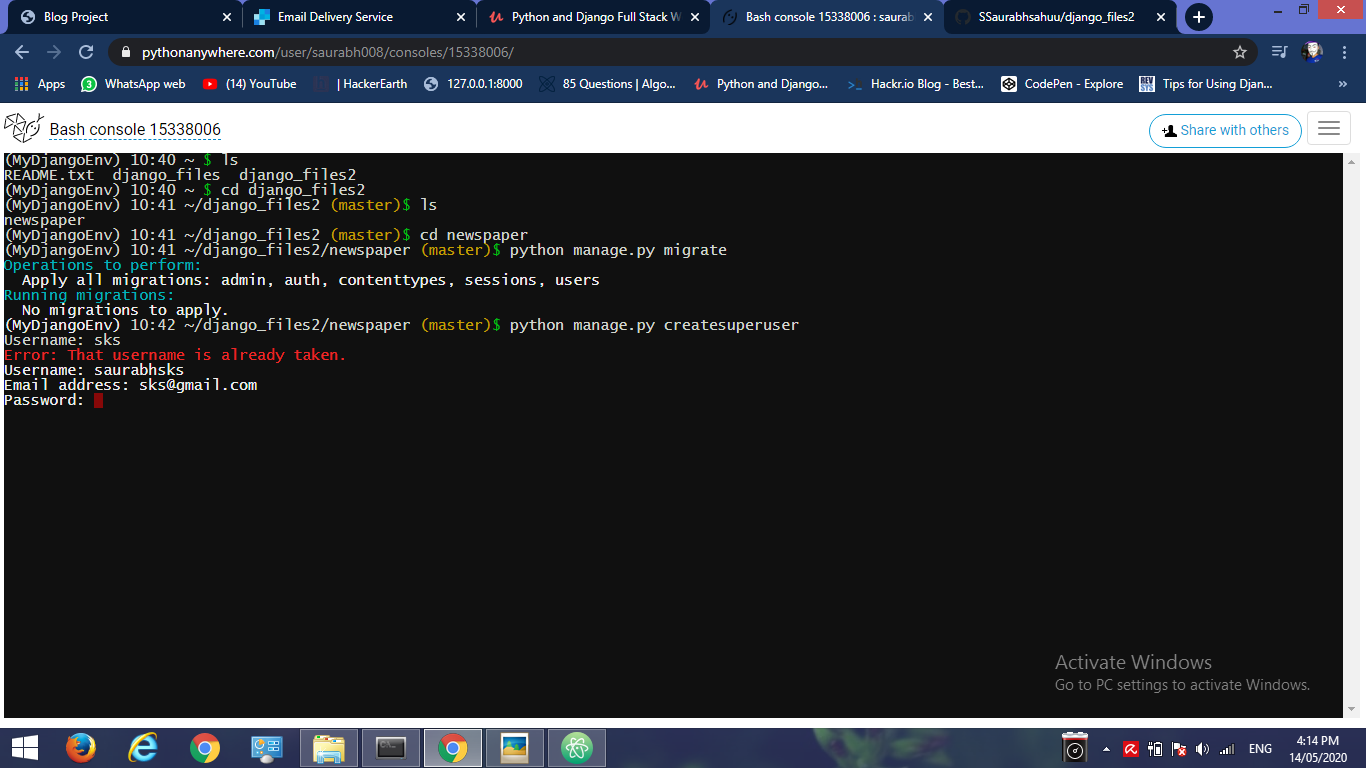 Blog Project
Email Delivery Service
Python and Django Full Stack W
Bash console 15338006 : saurab
SSaurabhsahuu/django_files2
pythonanywhere.com/user/saurabh008/consoles/15338006/
Apps
3
WhatsApp web
(14) YouTube
| HackerEarth
127.0.0.1:8000
85 Questions | Algo...
Python and Django...
Hackr.io Blog - Best...
CodePen - Explore
Tips for Using Djan...
»
Bash console 15338006
Share with others
(MyDjangoEnv) 10:40 ~ $ ls
README.txt  django_files  django_files2
(MyDjangoEnv) 10:40 ~ $ cd django_files2
(MyDjangoEnv) 10:41 ~/django_files2 (master)$ ls
newspaper
(MyDjangoEnv) 10:41 ~/django_files2 (master)$ cd newspaper
(MyDjangoEnv) 10:41 ~/django_files2/newspaper (master)$ python manage.py migrate
Operations to perform:
  Apply all migrations: admin, auth, contenttypes, sessions, users
Running migrations:
  No migrations to apply.
(MyDjangoEnv) 10:42 ~/django_files2/newspaper (master)$ python manage.py createsuperuser
Username: sks
Error: That username is already taken.
Username: saurabhsks
Email address: sks@gmail.com
Password:
Activate Windows
Go to PC settings to activate Windows.
ENG
4:14 PM
14/05/2020